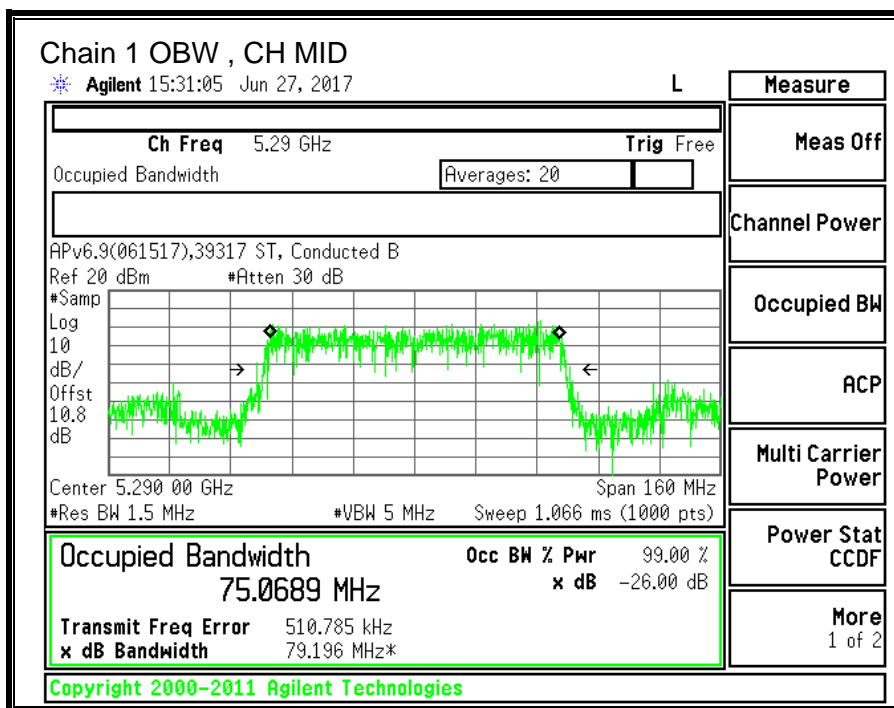 Chain 1 OBW , CH MID
Agilent 15:31:05 Jun 27, 2017 L
Measure
Ch Freq 5.29 GHz Trig Free
Occupied Bandwidth Averages: 20
APv6.9(061517),39317 ST, Conducted B
Ref 20 dBm #Atten 30 dB
#Samp
Log
10
dB/
Offst
10.8
dB
Center 5.290 00 GHz Span 160 MHz
#Res BW 1.5 MHz #VBW 5 MHz Sweep 1.066 ms (1000 pts)
Occupied Bandwidth Occ BW % Pwr 99.00 %
75.0689 MHz x dB -26.00 dB
Transmit Freq Error 510.785 kHz
x dB Bandwidth 79.196 MHz*
Meas Off
Channel Power
Occupied BW
ACP
Multi Carrier
Power
Power Stat
CCDF
More
1 of 2
Copyright 2000-2011 Agilent Technologies